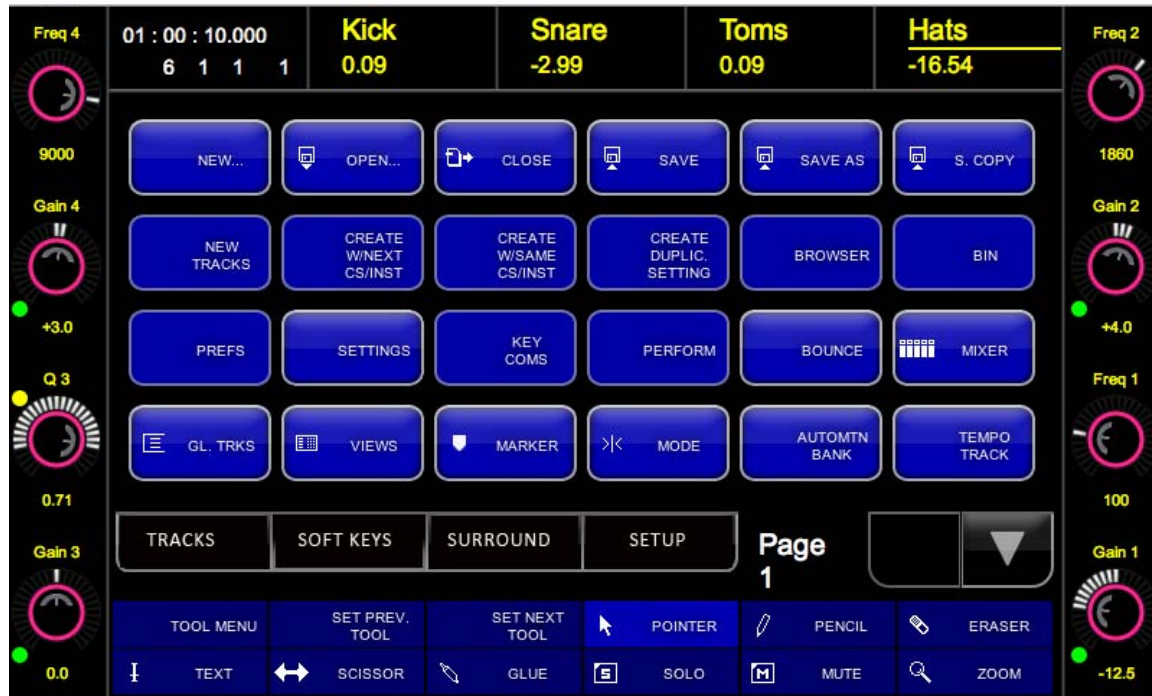 Freq 4
01 : 00 : 10.000
6 1 1 1
Kick
0.09
Snare
-2.99
Toms
0.09
Hats
-16.54
Freq 2
9000
1860
Gain 4
Gain 2
+3.0
+4.0
Q 3
Freq 1
0.71
100
Gain 3
Gain 1
0.0
-12.5
NEW...
OPEN...
CLOSE
SAVE
SAVE AS
S. COPY
NEW
TRACKS
CREATE
W/NEXT
CS/INST
CREATE
W/SAME
CS/INST
CREATE
DUPLIC.
SETTING
BROWSER
BIN
PREFS
SETTINGS
KEY
COMS
PERFORM
BOUNCE
MIXER
GL. TRKS
VIEWS
MARKER
MODE
AUTOMTN
BANK
TEMPO
TRACK
TRACKS
SOFT KEYS
SURROUND
SETUP
Page
1
TOOL MENU
SET PREV.
TOOL
SET NEXT
TOOL
POINTER
PENCIL
ERASER
TEXT
SCISSOR
GLUE
S
SOLO
M
MUTE
ZOOM